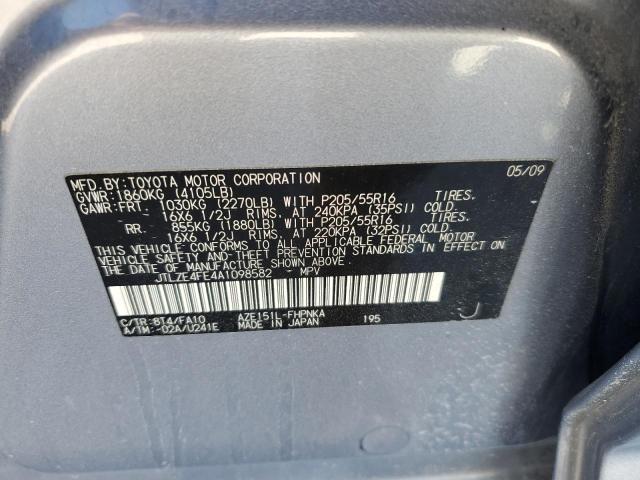 MFD.BY:TOYOTA MOTOR CORPORATION 05/09
GVWR:1860KG (4105LB)
GAWR:FRT. 1030KG (2270LB) WITH P205/55R16 TIRES.
16X6 1/2J RIMS. AT 240KPA (35PSI) COLD.
RR. 855KG (1880LB) WITH P205/55R16 TIRES.
16X6 1/2J RIMS. AT 220KPA (32PSI) COLD.
THIS VEHICLE CONFORMS TO ALL APPLICABLE FEDERAL MOTOR
VEHICLE SAFETY AND THEFT PREVENTION STANDARDS IN EFFECT
ON THE DATE OF MANUFACTURE SHOWN ABOVE.
JTLZE4FE4A1098582 - MPV
C/TR:8T4/FA10 AZE151L-FHPNKA 195 J
A/TM:-02A/U241E MADE IN JAPAN